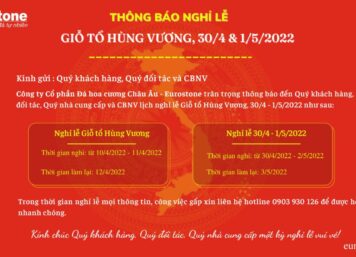 stone
đá tự nhiên
THÔNG BÁO NGHỈ LỄ
GIỖ TỔ HÙNG VƯƠNG, 30/4 & 1/5/2022
Kính gửi : Quý khách hàng, Quý đối tác và CBNV
Công ty Cổ phần Đá hoa cương Châu Âu - Eurostone trân trọng thông báo đến Quý khách hàng,
đối tác, Quý nhà cung cấp và CBNV lịch nghỉ lễ Giỗ Tổ Hùng Vương, 30/4 - 1/5/2022 như sau:
Nghỉ lễ Giỗ tổ Hùng Vương
Thời gian nghỉ: từ 10/4/2022 - 11/4/2022
Thời gian làm lại: 12/4/2022
Nghỉ lễ 30/4 - 1/5/2022
Thời gian nghỉ: từ 30/4/2022 - 2/5/2022
Thời gian làm lại: 3/5/2022
Trong thời gian nghỉ lễ mọi thông tin, công việc gấp xin liên hệ hotline 0903 930 126 để được hỗ
nhanh chóng.
Kính chúc Quý khách hàng, Quý đối tác, Quý nhà cung cấp một kỳ nghỉ lễ vui vẻ!
eur